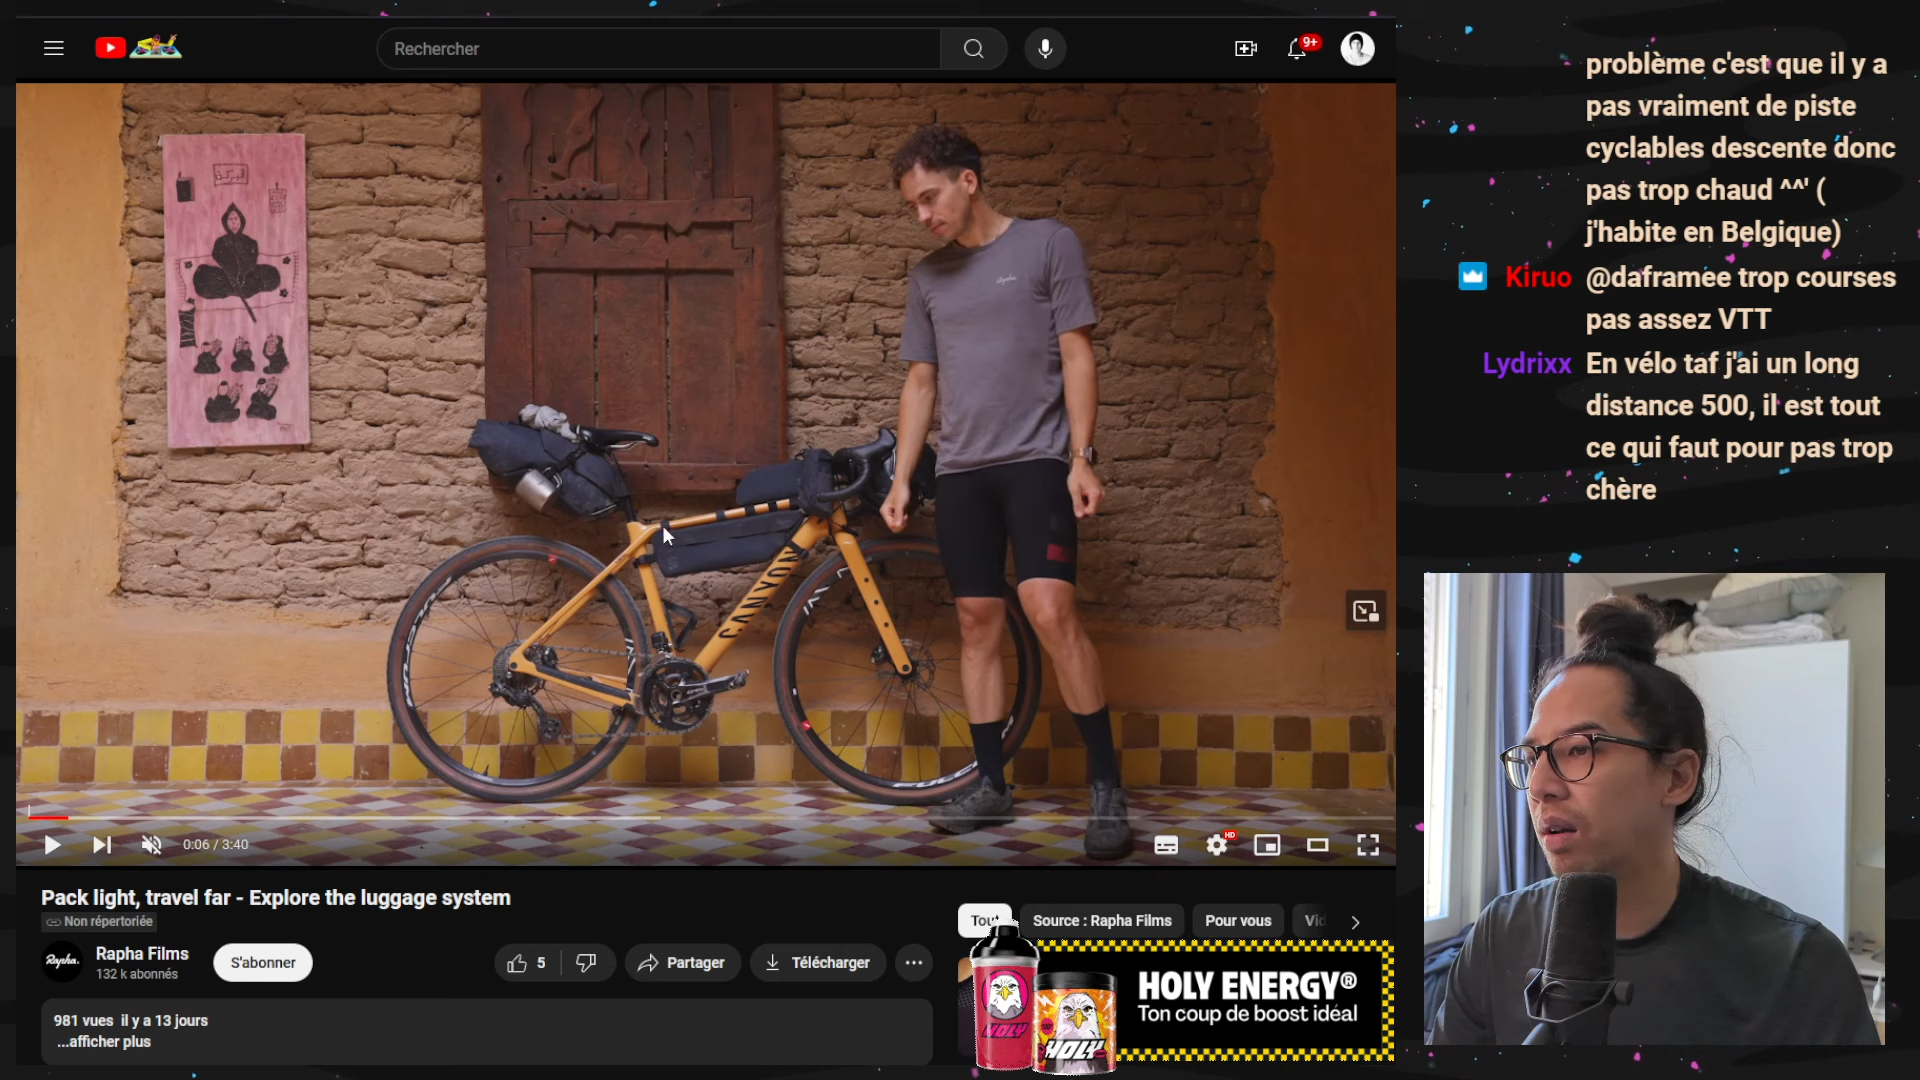 Rechercher
9+
البركة
Rapha
CANYON
0:06 / 3:40
HD
Pack light, travel far - Explore the luggage system
Non répertoriée
Rapha.
Rapha Films
132 k abonnés
S'abonner
5
Partager
Télécharger
981 vues il y a 13 jours
...afficher plus
Tout
Source : Rapha Films
Pour vous
HOLY
HOLY
HOLY ENERGY®
Ton coup de boost idéal
problème c'est que il y a
pas vraiment de piste
cyclables descente donc
pas trop chaud ^^' (
j'habite en Belgique)
Kiruo @daframee trop courses
pas assez VTT
Lydrixx En vélo taf j'ai un long
distance 500, il est tout
ce qui faut pour pas trop
chère